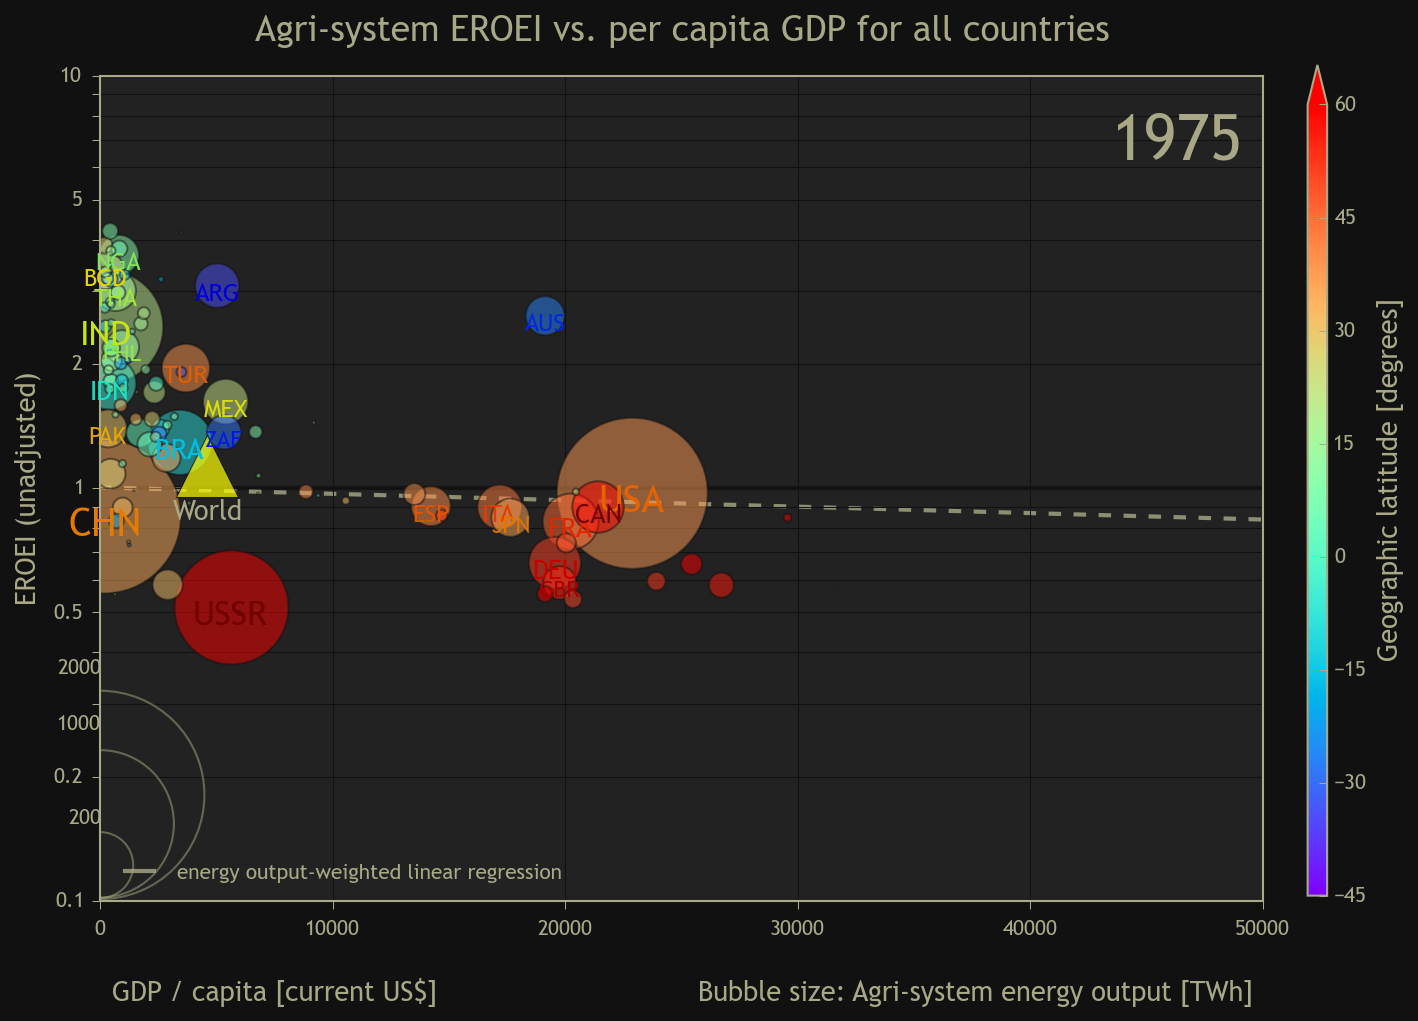 Agri-system EROEI vs. per capita GDP for all countries
1975
10
5
2
1
0.5
0.2
0.1
EROEI (unadjusted)
NGA
BGD
THA
IND
PHL
IDN
PAK
CHN
ARG
AUS
TUR
MEX
ZAF
BRA
World
ESP
ITA
JPN
FRA
CAN
USA
DEU
GBR
USSR
2000
1000
200
energy output-weighted linear regression
0
10000
20000
30000
40000
50000
GDP / capita [current US$]
Bubble size: Agri-system energy output [TWh]
60
45
30
15
0
−15
−30
−45
Geographic latitude [degrees]